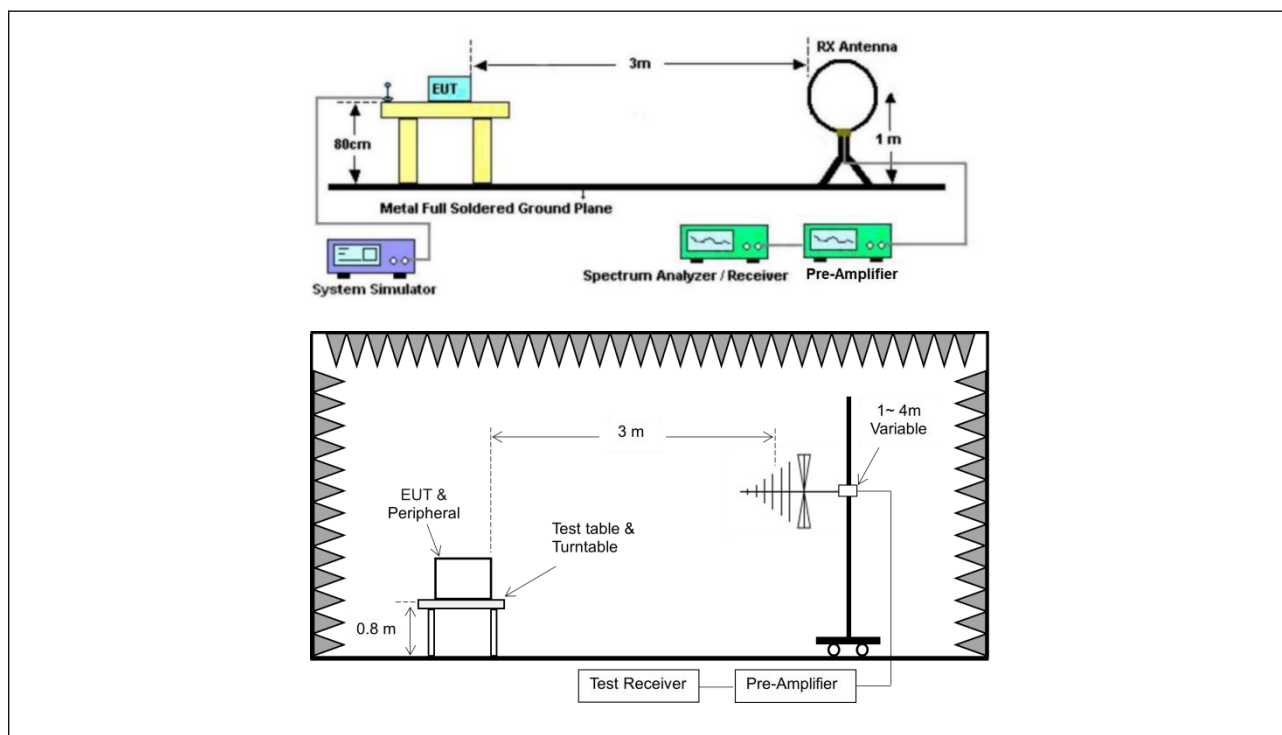 RX Antenna
3m
EUT
80cm
1 m
Metal Full Soldered Ground Plane
System Simulator
Spectrum Analyzer / Receiver
Pre-Amplifier
1~ 4m
Variable
3 m
EUT &
Peripheral
Test table &
Turntable
0.8 m
Test Receiver
Pre-Amplifier